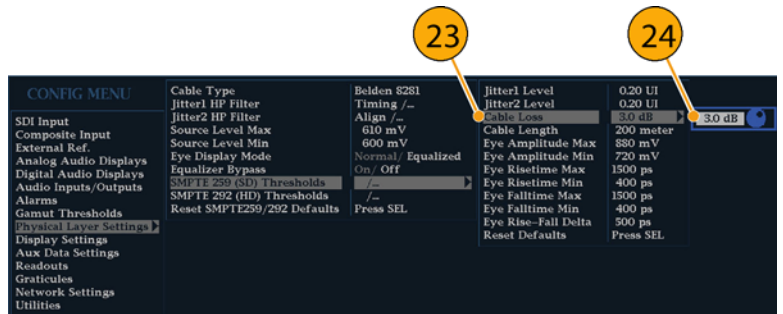 23
24
CONFIG MENU
SDI Input
Composite Input
External Ref.
Analog Audio Displays
Digital Audio Displays
Audio Inputs/Outputs
Alarms
Gamut Thresholds
Physical Layer Settings
Display Settings
Aux Data Settings
Readouts
Graticules
Network Settings
Utilities
Cable Type Belden 8281
Jitter1 HP Filter Timing /...
Jitter2 HP Filter Align /...
Source Level Max 610 mV
Source Level Min 600 mV
Eye Display Mode Normal/ Equalized
Equalizer Bypass On/ Off
SMPTE 259 (SD) Thresholds /...
SMPTE 292 (HD) Thresholds /...
Reset SMPTE259/292 Defaults Press SEL
Jitter1 Level 0.20 UI
Jitter2 Level 0.20 UI
Cable Loss 3.0 dB
Cable Length 200 meter
Eye Amplitude Max 880 mV
Eye Amplitude Min 720 mV
Eye Risetime Max 1500 ps
Eye Risetime Min 400 ps
Eye Falltime Max 1500 ps
Eye Falltime Min 400 ps
Eye Rise-Fall Delta 500 ps
Reset Defaults Press SEL
3.0 dB